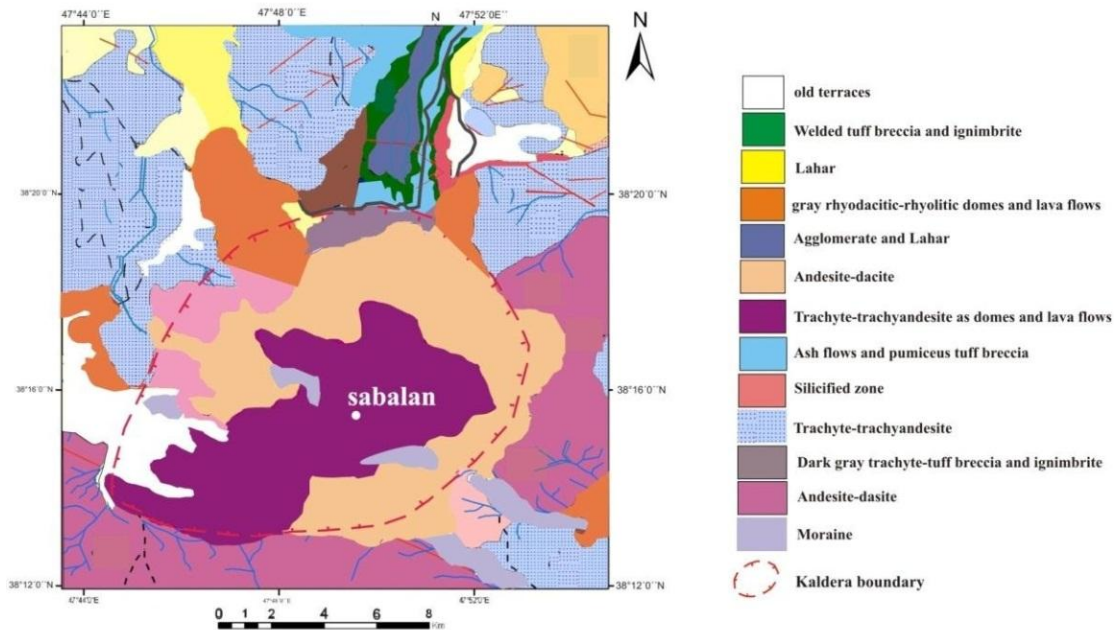 47°44´0˝E 47°48´0˝E N 47°52´0˝E
N
38°20´0˝N 38°20´0˝N
38°16´0˝N 38°16´0˝N
38°12´0˝N 38°12´0˝N
sabalan
47°52´0˝E
0 1 2 4 6 8
Km
old terraces
Welded tuff breccia and ignimbrite
Lahar
gray rhyodacitic-rhyolitic domes and lava flows
Agglomerate and Lahar
Andesite-dacite
Trachyte-trachyandesite as domes and lava flows
Ash flows and pumiceus tuff breccia
Silicified zone
Trachyte-trachyandesite
Dark gray trachyte-tuff breccia and ignimbrite
Andesite-dasite
Moraine
Kaldera boundary